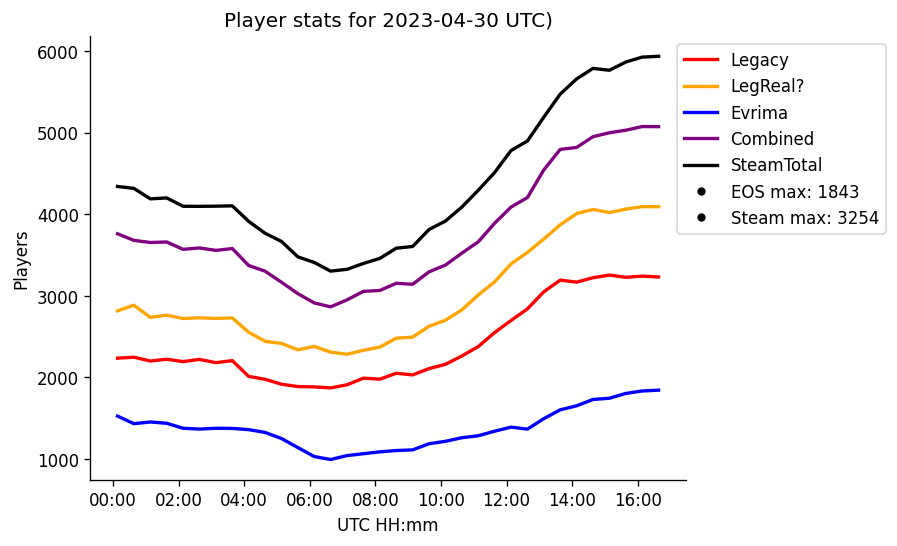 Player stats for 2023-04-30 UTC)
6000
5000
4000
3000
2000
1000
Players
00:00 02:00 04:00 06:00 08:00 10:00 12:00 14:00 16:00
UTC HH:mm
Legacy
LegReal?
Evrima
Combined
SteamTotal
EOS max: 1843
Steam max: 3254